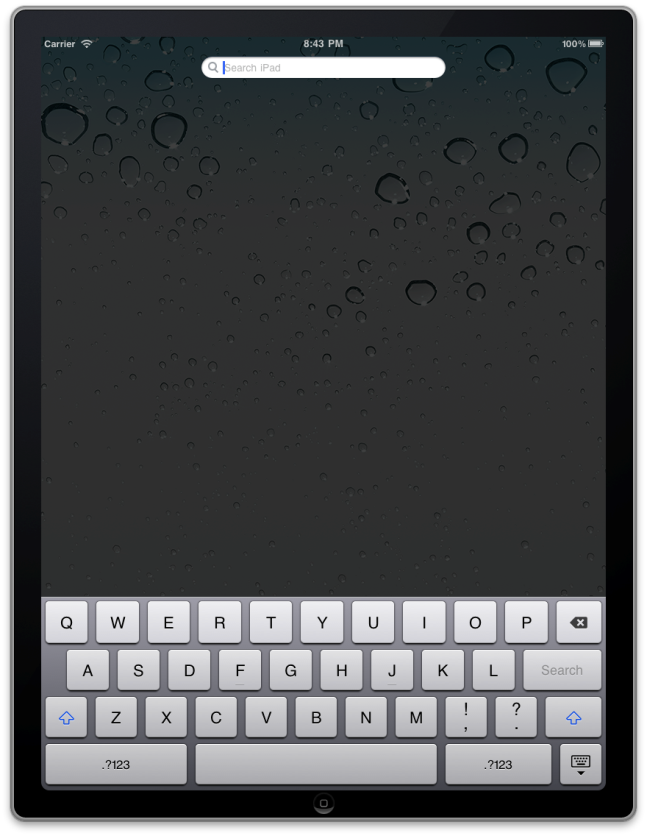 Carrier 8:43 PM 100%
Search iPad
Q W E R T Y U I O P
A S D F G H J K L Search
Z X C V B N M ! , ? .
.?123 .?123